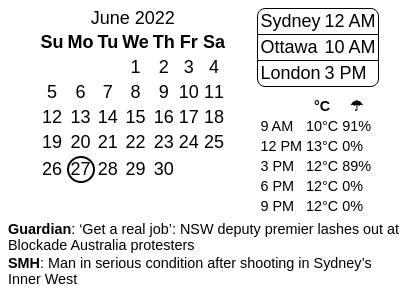 June 2022
Su Mo Tu We Th Fr Sa
1 2 3 4
5 6 7 8 9 10 11
12 13 14 15 16 17 18
19 20 21 22 23 24 25
26 27 28 29 30
Sydney 12 AM
Ottawa 10 AM
London 3 PM
°C ☂
9 AM 10°C 91%
12 PM 13°C 0%
3 PM 12°C 89%
6 PM 12°C 0%
9 PM 12°C 0%
Guardian: ‘Get a real job’: NSW deputy premier lashes out at
Blockade Australia protesters
SMH: Man in serious condition after shooting in Sydney’s
Inner West